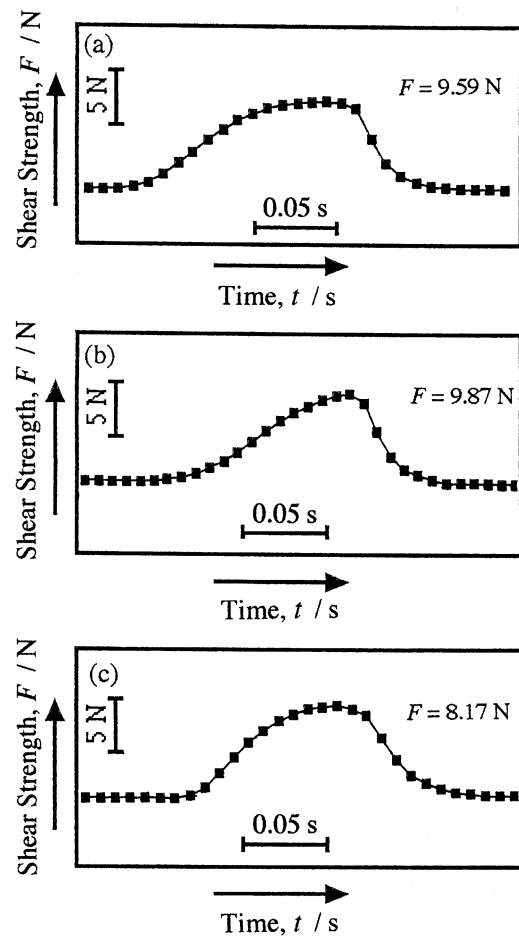 (a)
Shear Strength, F / N
5 N
F = 9.59 N
0.05 s
Time, t / s
(b)
Shear Strength, F / N
5 N
F = 9.87 N
0.05 s
Time, t / s
(c)
Shear Strength, F / N
5 N
F = 8.17 N
0.05 s
Time, t / s